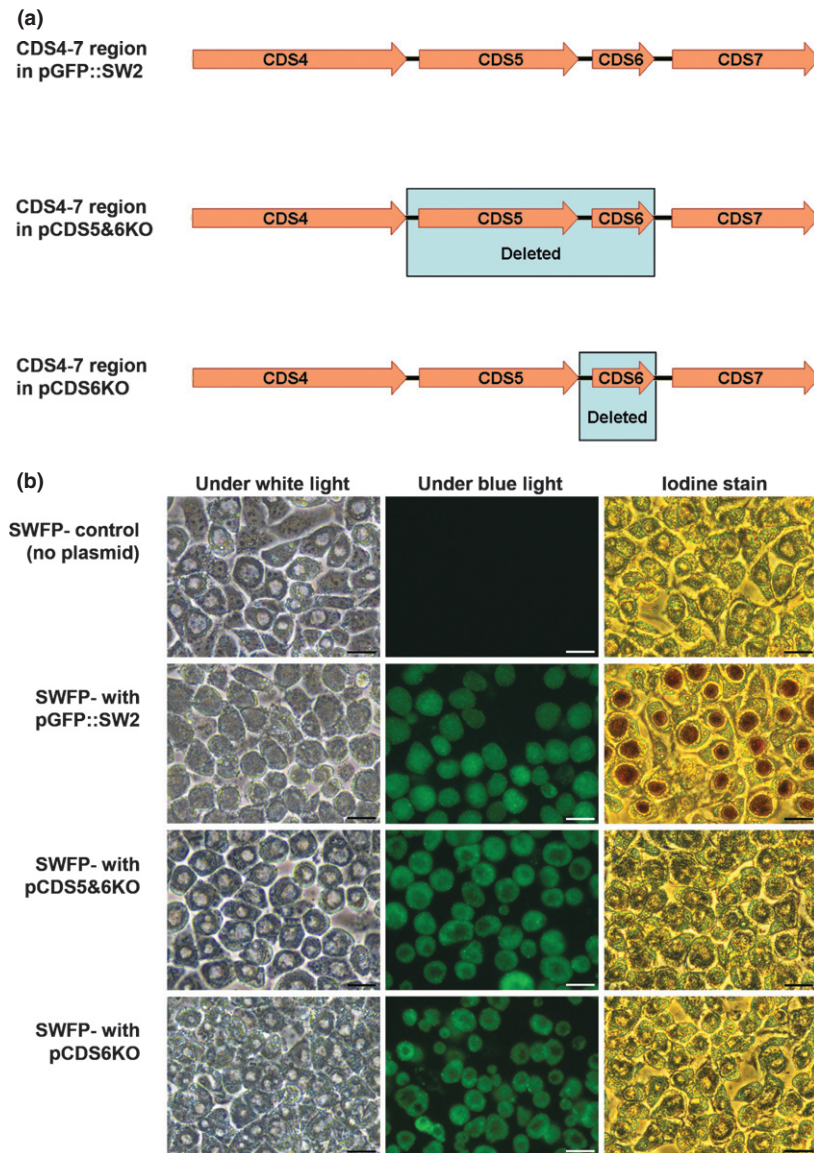 (a)
CDS4-7 region
in pGFP::SW2
CDS4 CDS5 CDS6 CDS7
CDS4-7 region
in pCDS5&6KO
CDS4 CDS5 CDS6 CDS7
Deleted
CDS4-7 region
in pCDS6KO
CDS4 CDS5 CDS6 CDS7
Deleted
(b)
Under white light Under blue light Iodine stain
SWFP- control
(no plasmid)
SWFP- with
pGFP::SW2
SWFP- with
pCDS5&6KO
SWFP- with
pCDS6KO